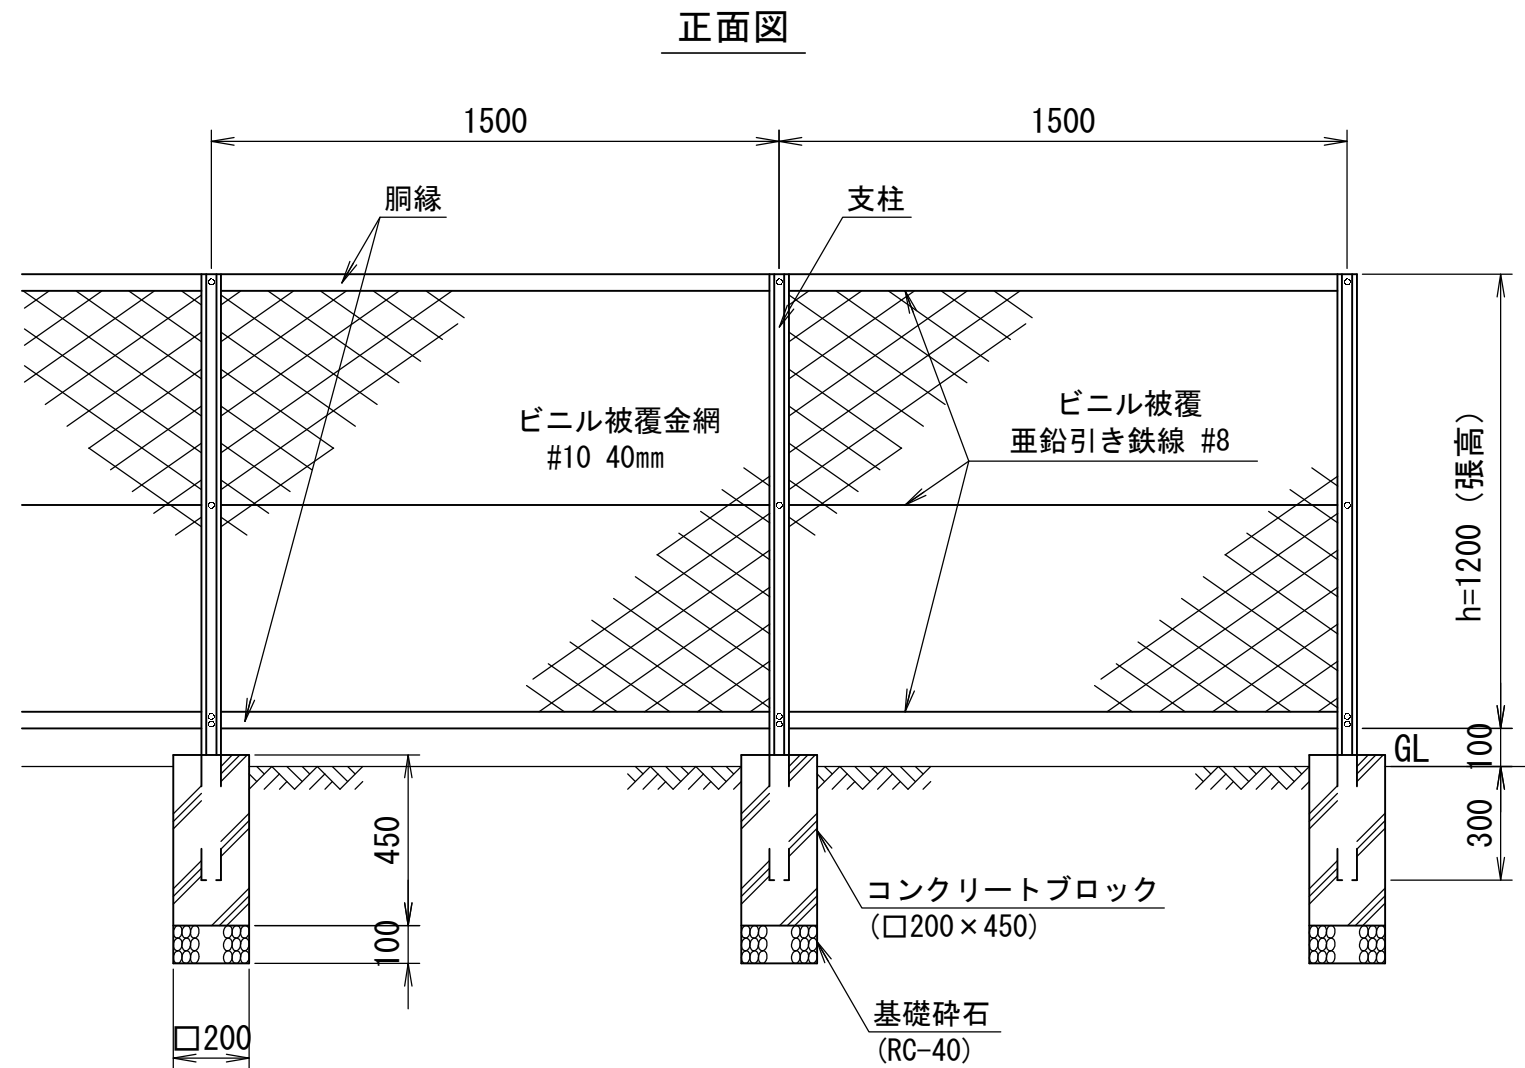 正面図
1500
1500
胴縁
支柱
ビニル被覆金網
#10 40mm
ビニル被覆
亜鉛引き鉄線 #8
h=1200 (張高)
GL
100
300
450
100
□200
コンクリートブロック
(□200×450)
基礎砕石
(RC-40)